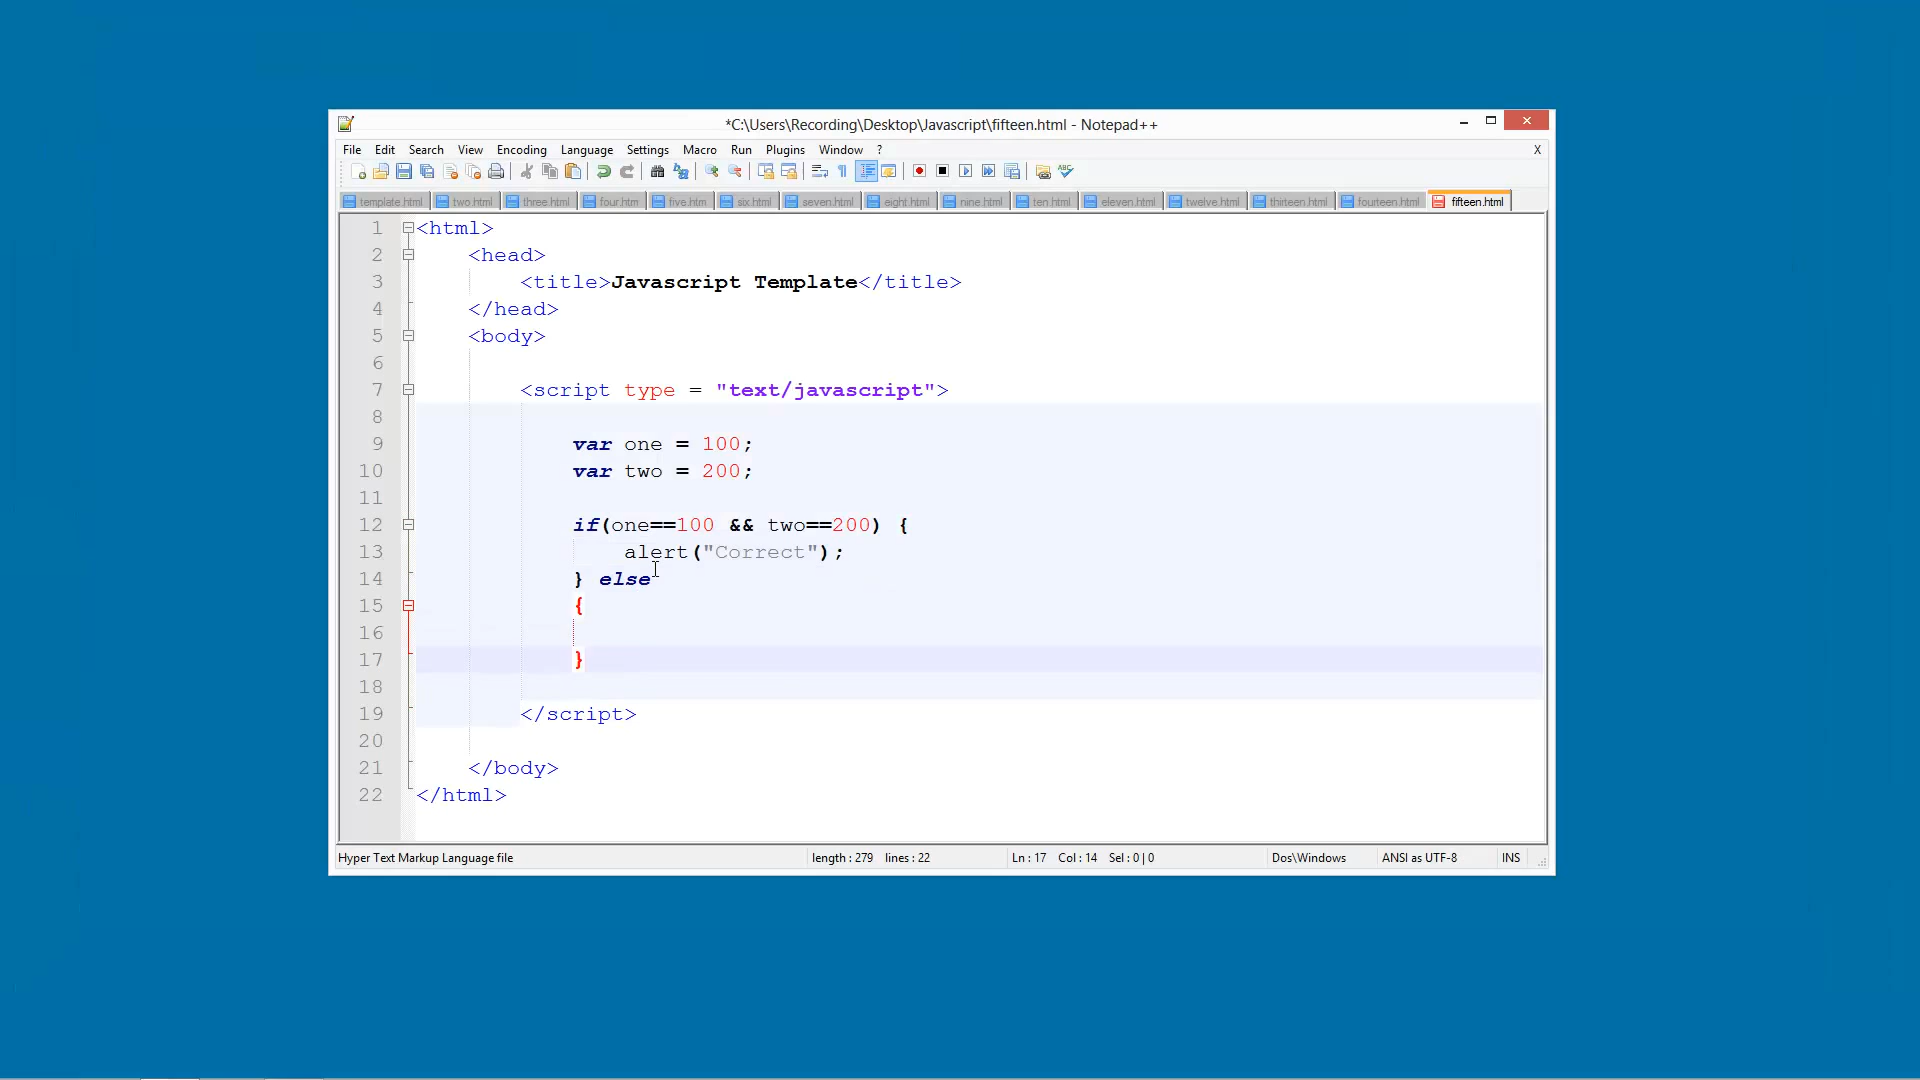 *C:\Users\Recording\Desktop\Javascript\fifteen.html - Notepad++
File Edit Search View Encoding Language Settings Macro Run Plugins Window ? X
template.html two.html three.html four.htm five.htm six.html seven.html eight.html nine.html ten.html eleven.html twelve.html thirteen.html fourteen.html fifteen.html
1 <html>
2 <head>
3 <title>Javascript Template</title>
4 </head>
5 <body>
6
7 <script type = "text/javascript">
8
9 var one = 100;
10 var two = 200;
11
12 if(one==100 && two==200) {
13 alert("Correct");
14 } else
15 {
16
17 }
18
19 </script>
20
21 </body>
22 </html>
Hyper Text Markup Language file length : 279 lines : 22 Ln : 17 Col : 14 Sel : 0 | 0 Dos\Windows ANSI as UTF-8 INS